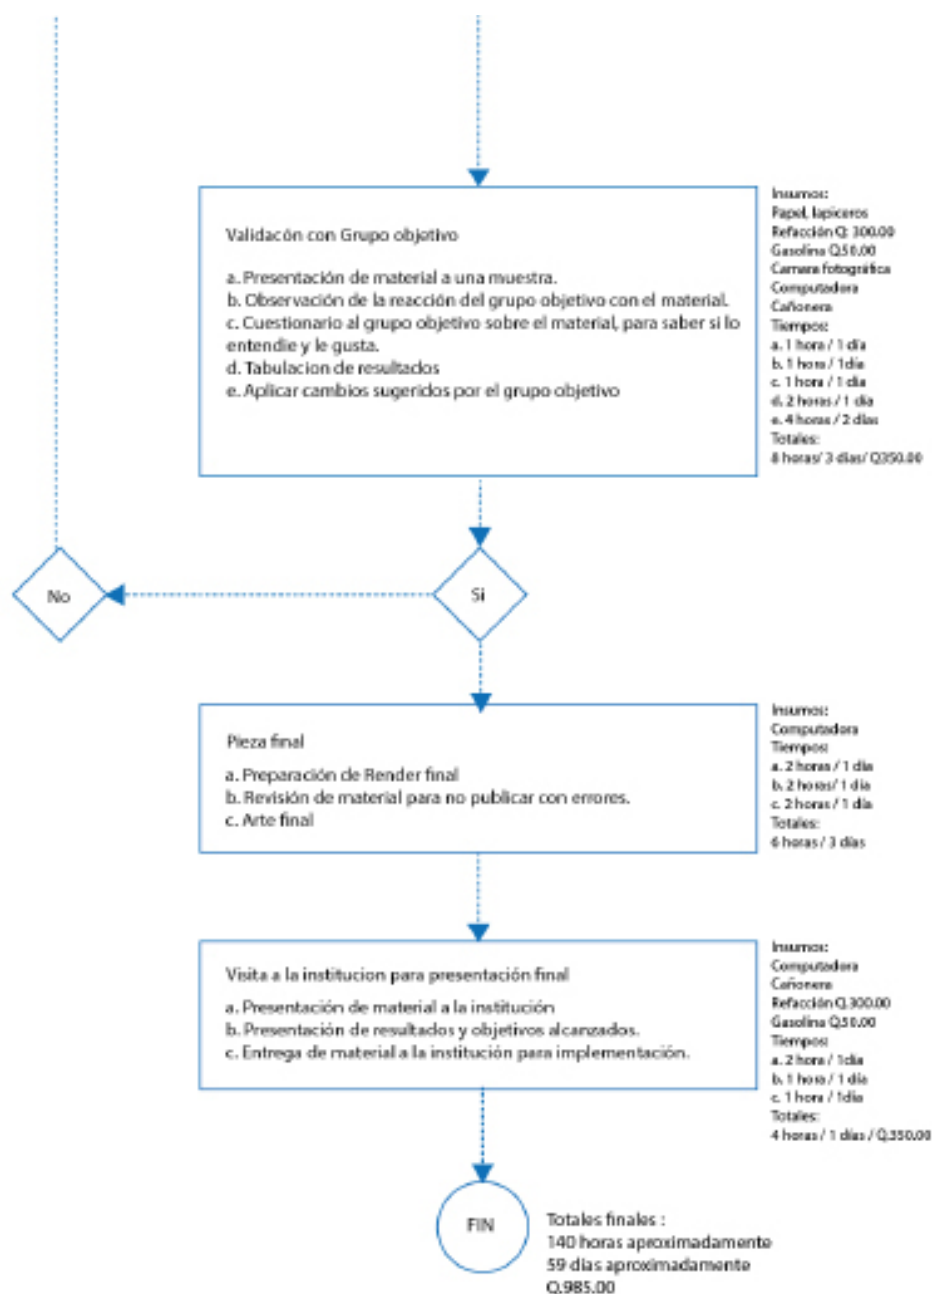 Validacón con Grupo objetivo
a. Presentación de material a una muestra.
b. Observación de la reacción del grupo objetivo con el material.
c. Cuestionario al grupo objetivo sobre el material, para saber si lo
entendie y le gusta.
d. Tabulacion de resultados
e. Aplicar cambios sugeridos por el grupo objetivo
Insumos:
Papel, lapiceros
Refacción Q: 300.00
Gasolina Q.50.00
Camara fotográfica
Computadora
Cañonera
Tiempos:
a. 1 hora / 1 día
b. 1 hora / 1día
c. 1 hora / 1 día
d. 2 horas / 1 día
e. 4 horas / 2 días
Totales:
8 horas/ 3 días/ Q350.00
No
Si
Pieza final
a. Preparación de Render final
b. Revisión de material para no publicar con errores.
c. Arte final
Insumos:
Computadora
Tiempos:
a. 2 horas / 1 día
b. 2 horas/ 1 día
c. 2 horas / 1 día
Totales:
6 horas / 3 días
Visita a la institucion para presentación final
a. Presentación de material a la institución
b. Presentación de resultados y objetivos alcanzados.
c. Entrega de material a la institución para implementación.
Insumos:
Computadora
Cañonera
Refacción Q.300.00
Gasolina Q.50.00
Tiempos:
a. 2 hora / 1día
b. 1 hora / 1 día
c. 1 hora / 1día
Totales:
4 horas / 1 días / Q.350.00
FIN
Totales finales :
140 horas aproximadamente
59 días aproximadamente
Q.985.00